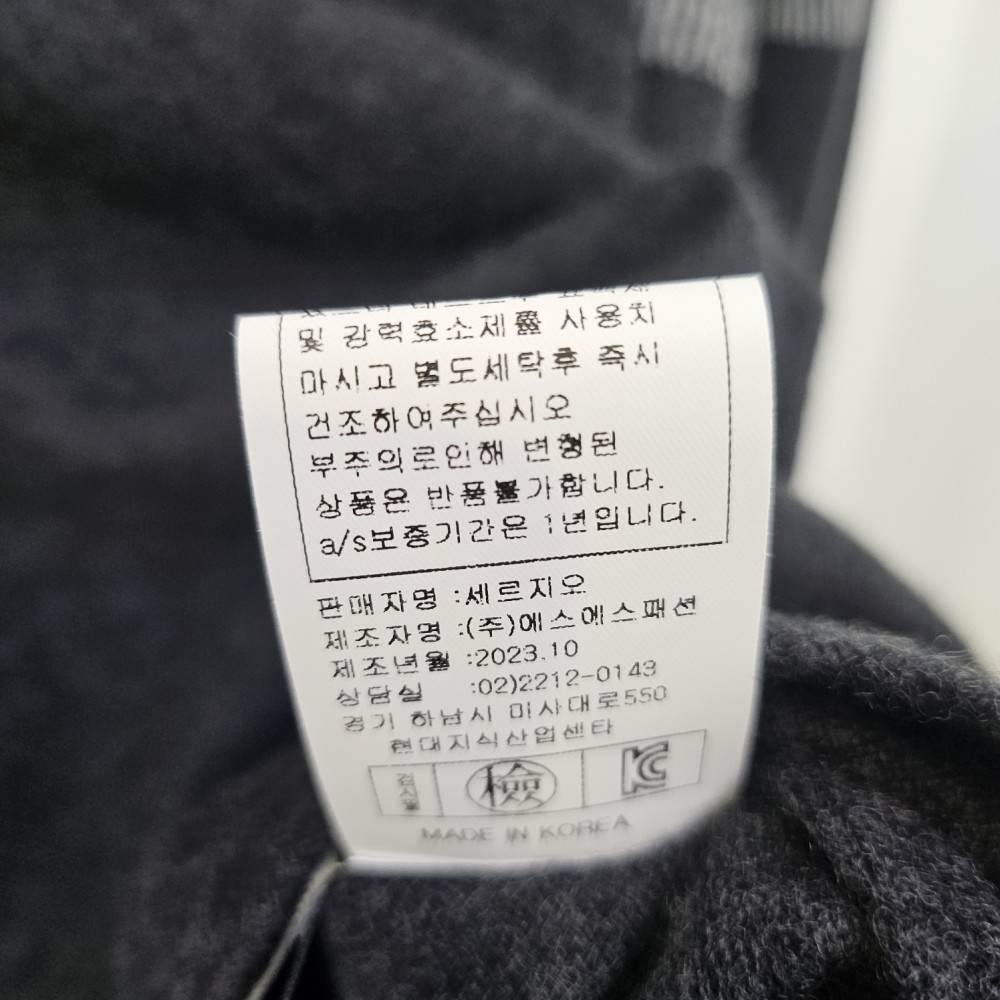 및 강력효소제를 사용치
마시고 별도세탁후 즉시
건조하여주십시오
부주의로인해 변형된
상품은 반품불가합니다.
a/s보증기간은 1년입니다.
판매자명 :세르지오
제조자명 :(주)에스에스패션
제조년월 :2023.10
상담실 :02)2212-0143
경기 하남시 미사대로550
현대지식산업센타
검사필 檢 KC
MADE IN KOREA